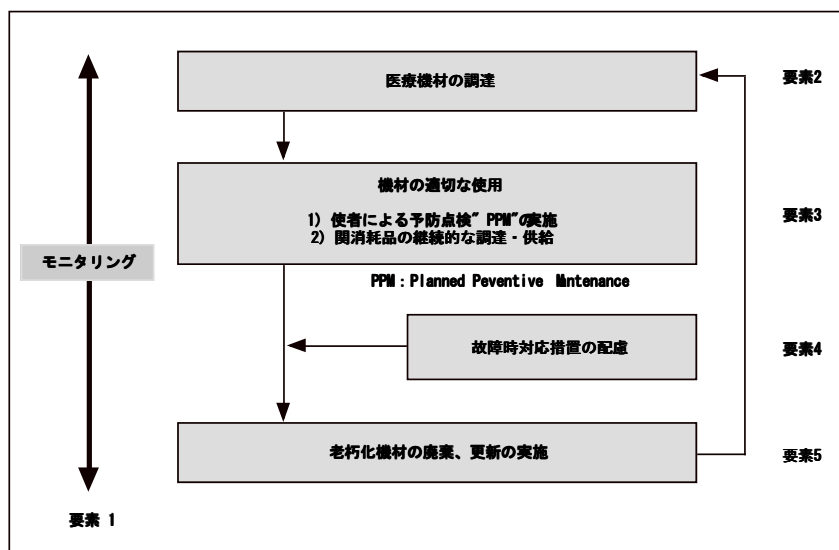 医療機材の調達
要素2
機材の適切な使用
1) 使者による予防点検”PPM”の実施
2) 関消耗品の継続的な調達‐供給
要素3
モニタリング
PPM：Planned Peventive Mntenance
故障時対応措置の配慮
要素4
老朽化機材の廃棄、更新の実施
要素5
要素 1